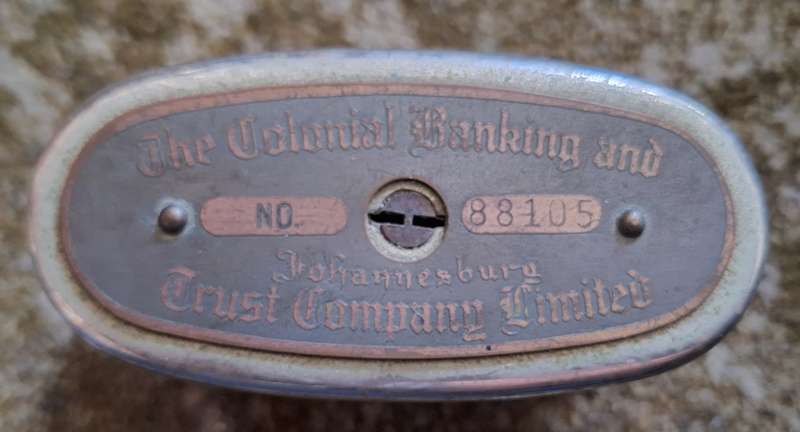 The Colonial Banking and
NO. 88105
Johannesburg
Trust Company Limited